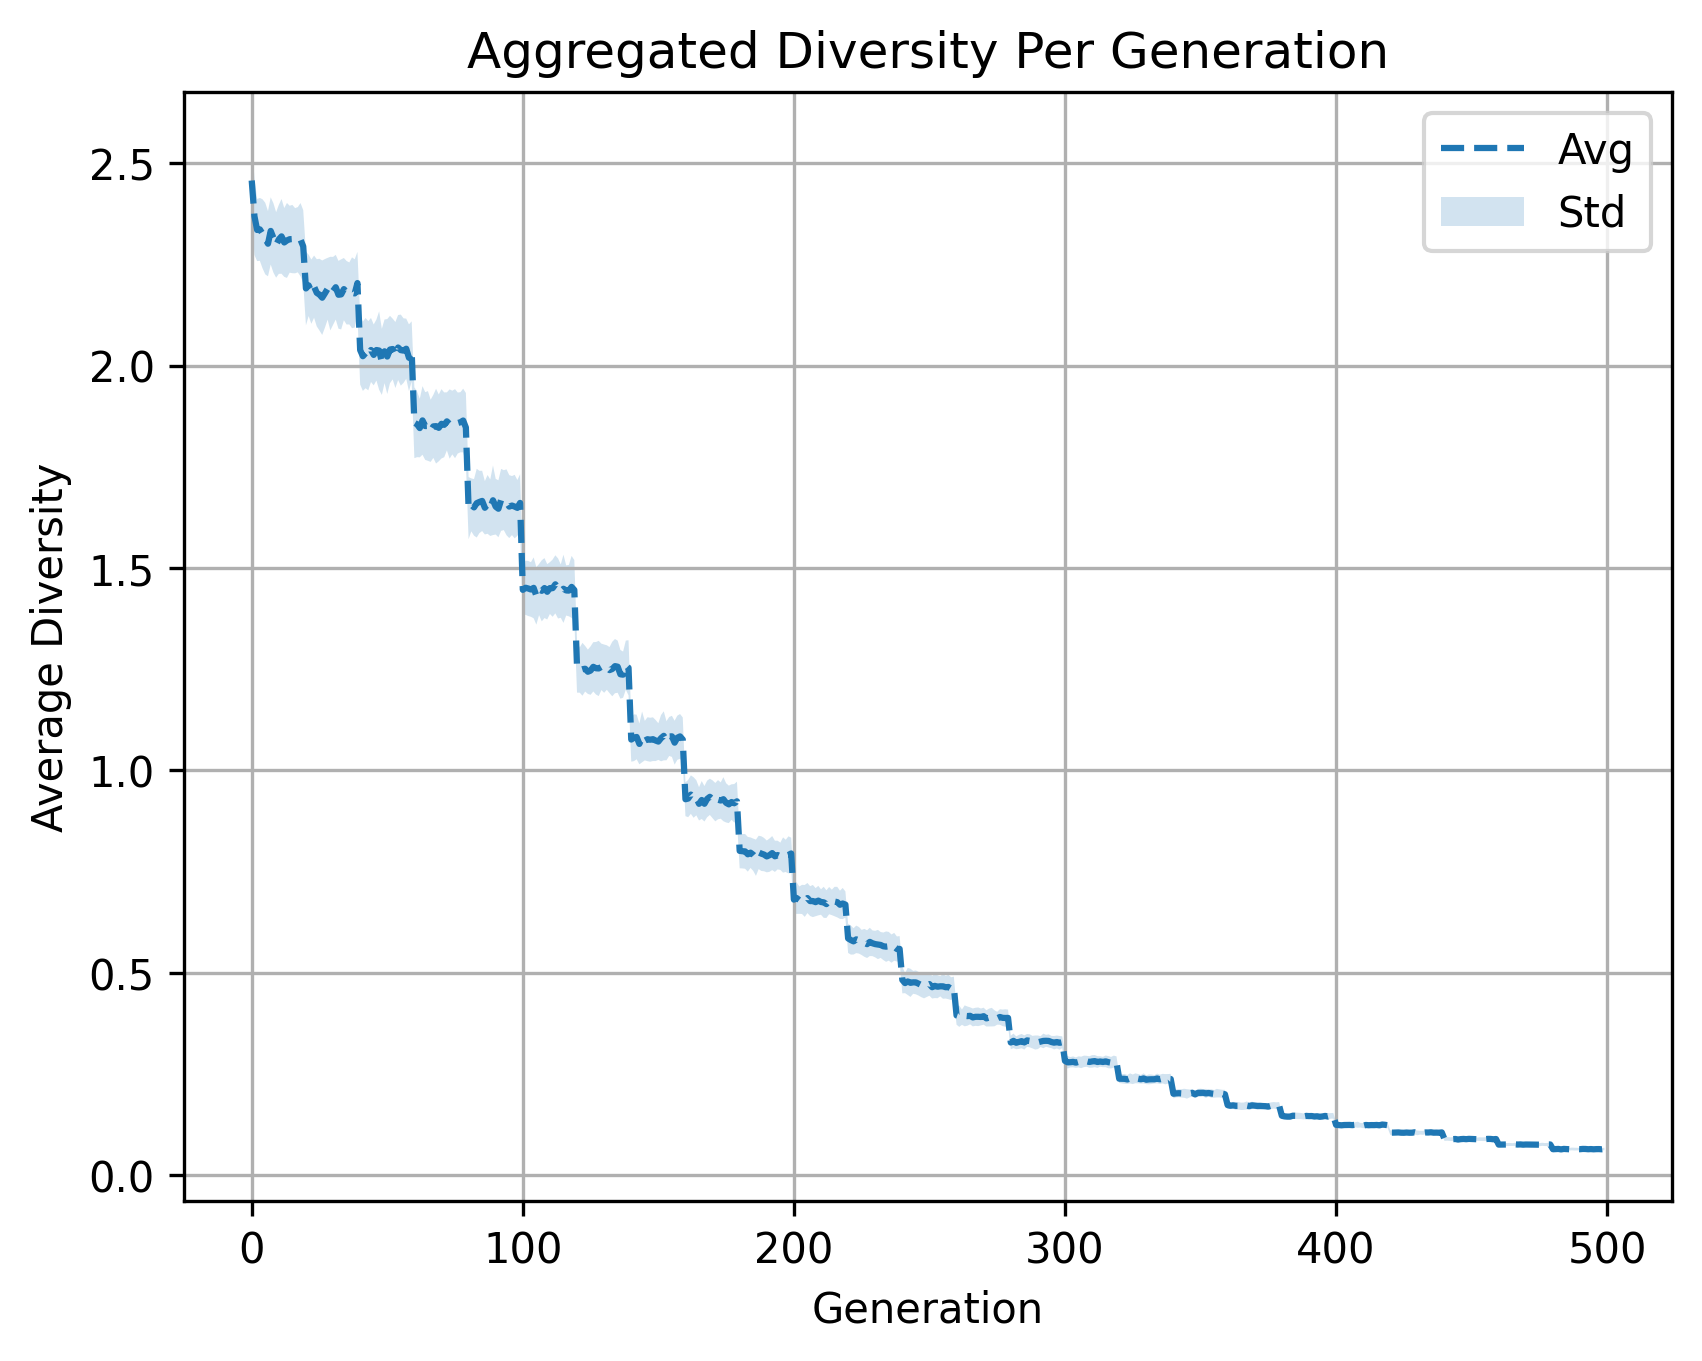 Aggregated Diversity Per Generation
Avg
Std
Average Diversity
2.5
2.0
1.5
1.0
0.5
0.0
0 100 200 300 400 500
Generation